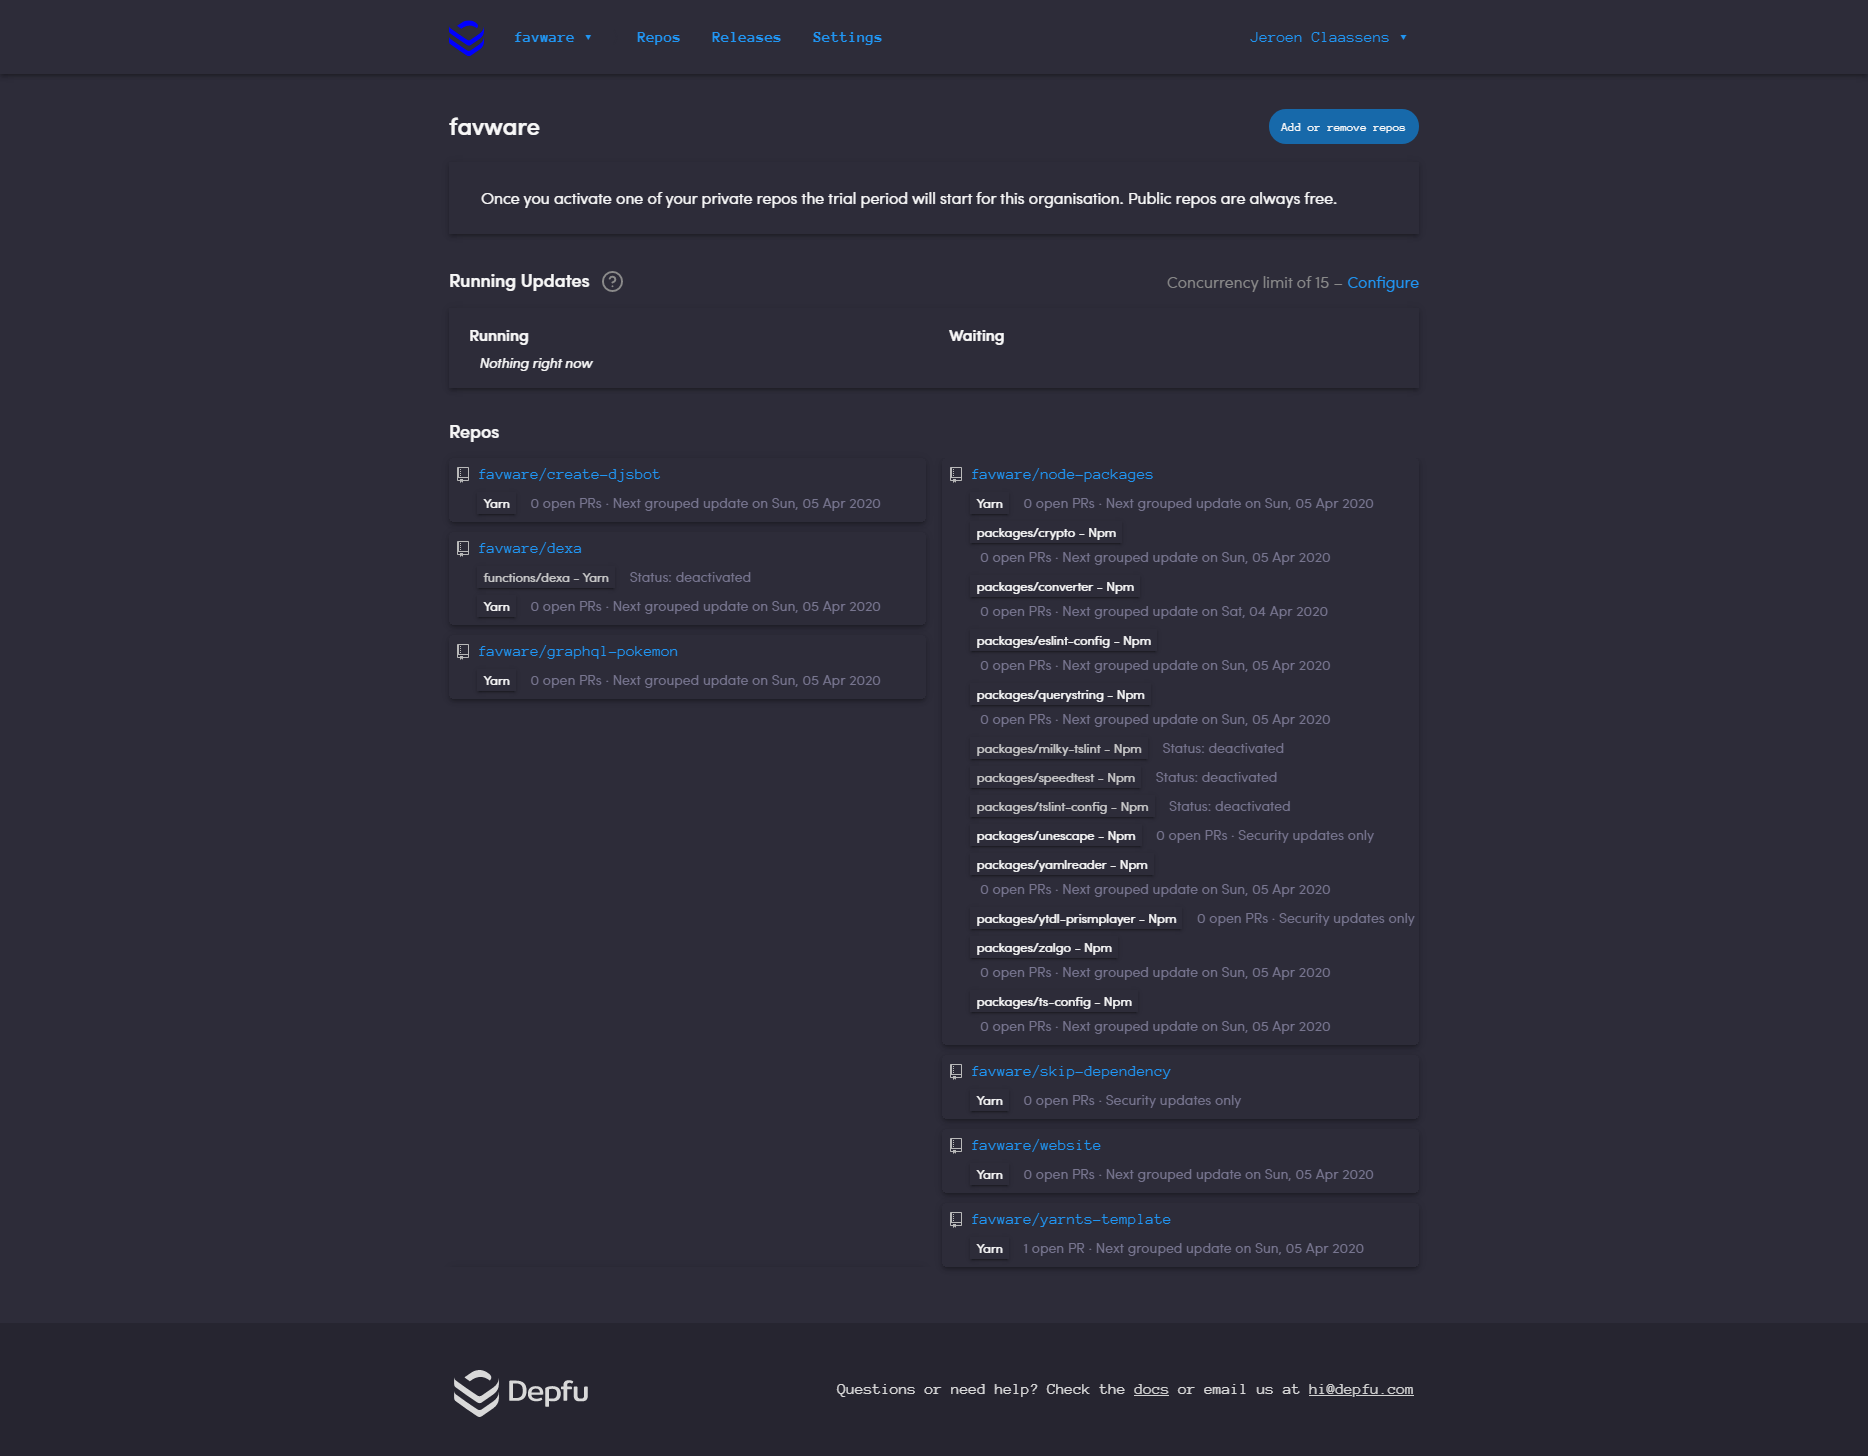 favware ▾ Repos Releases Settings Jeroen Claassens ▾
favware
Add or remove repos
Once you activate one of your private repos the trial period will start for this organisation. Public repos are always free.
Running Updates ?
Concurrency limit of 15 – Configure
Running
Nothing right now
Waiting
Repos
favware/create-djsbot
Yarn 0 open PRs · Next grouped update on Sun, 05 Apr 2020
favware/dexa
functions/dexa - Yarn Status: deactivated
Yarn 0 open PRs · Next grouped update on Sun, 05 Apr 2020
favware/graphql-pokemon
Yarn 0 open PRs · Next grouped update on Sun, 05 Apr 2020
favware/node-packages
Yarn 0 open PRs · Next grouped update on Sun, 05 Apr 2020
packages/crypto - Npm
0 open PRs · Next grouped update on Sun, 05 Apr 2020
packages/converter - Npm
0 open PRs · Next grouped update on Sat, 04 Apr 2020
packages/eslint-config - Npm
0 open PRs · Next grouped update on Sun, 05 Apr 2020
packages/querystring - Npm
0 open PRs · Next grouped update on Sun, 05 Apr 2020
packages/milky-tslint - Npm Status: deactivated
packages/speedtest - Npm Status: deactivated
packages/tslint-config - Npm Status: deactivated
packages/unescape - Npm 0 open PRs · Security updates only
packages/yamlreader - Npm
0 open PRs · Next grouped update on Sun, 05 Apr 2020
packages/ytdl-prismplayer - Npm 0 open PRs · Security updates only
packages/zalgo - Npm
0 open PRs · Next grouped update on Sun, 05 Apr 2020
packages/ts-config - Npm
0 open PRs · Next grouped update on Sun, 05 Apr 2020
favware/skip-dependency
Yarn 0 open PRs · Security updates only
favware/website
Yarn 0 open PRs · Next grouped update on Sun, 05 Apr 2020
favware/yarnts-template
Yarn 1 open PR · Next grouped update on Sun, 05 Apr 2020
Depfu
Questions or need help? Check the docs or email us at hi@depfu.com